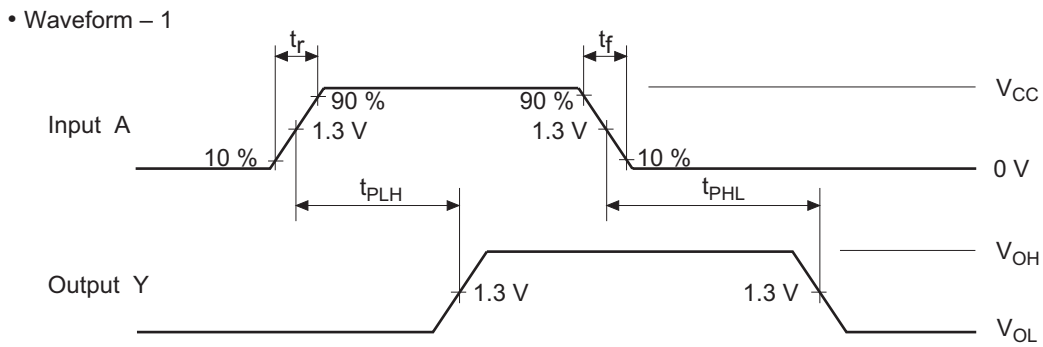 • Waveform – 1
tr
tf
VCC
90 %
90 %
Input A
1.3 V
1.3 V
10 %
10 %
0 V
tPLH
tPHL
VOH
Output Y
1.3 V
1.3 V
VOL